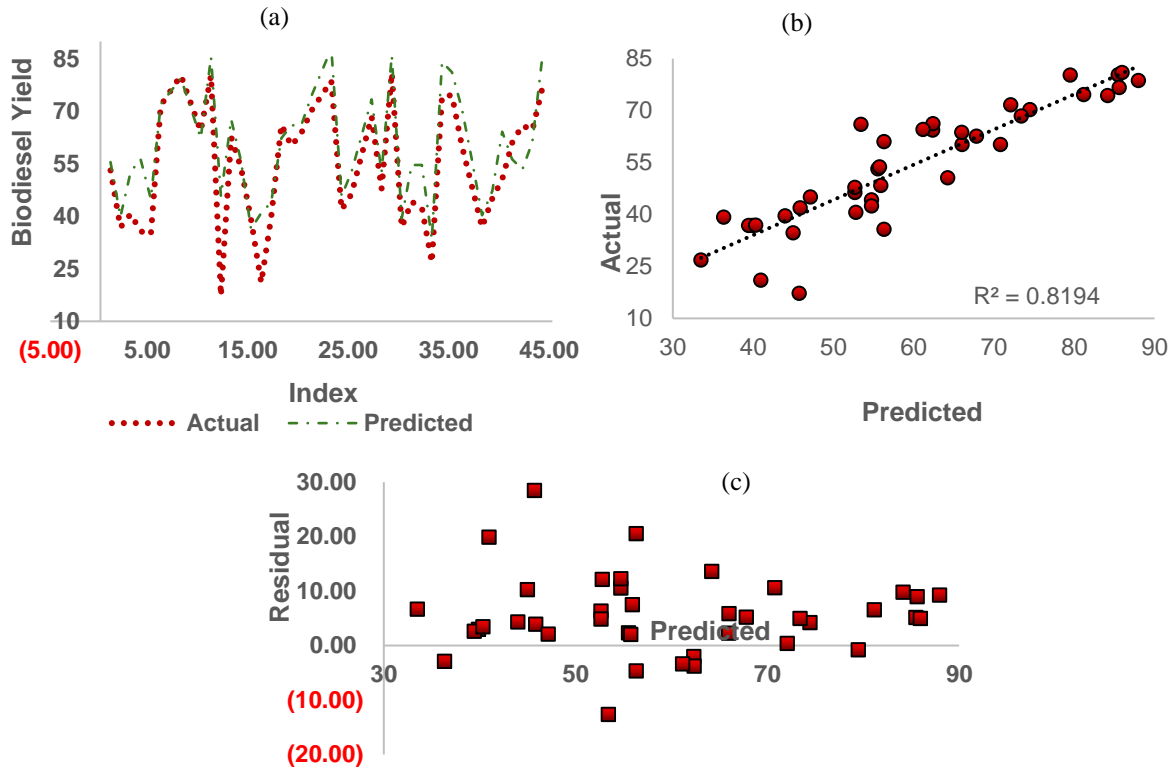 (a)
Biodiesel Yield
85
70
55
40
25
10
(5.00) 5.00 15.00 25.00 35.00 45.00
Index
Actual Predicted
(b)
Actual
85
70
55
40
25
10
R² = 0.8194
30 40 50 60 70 80 90
Predicted
(c)
Residual
30.00
20.00
10.00
0.00
(10.00)
(20.00)
Predicted
30 50 70 90